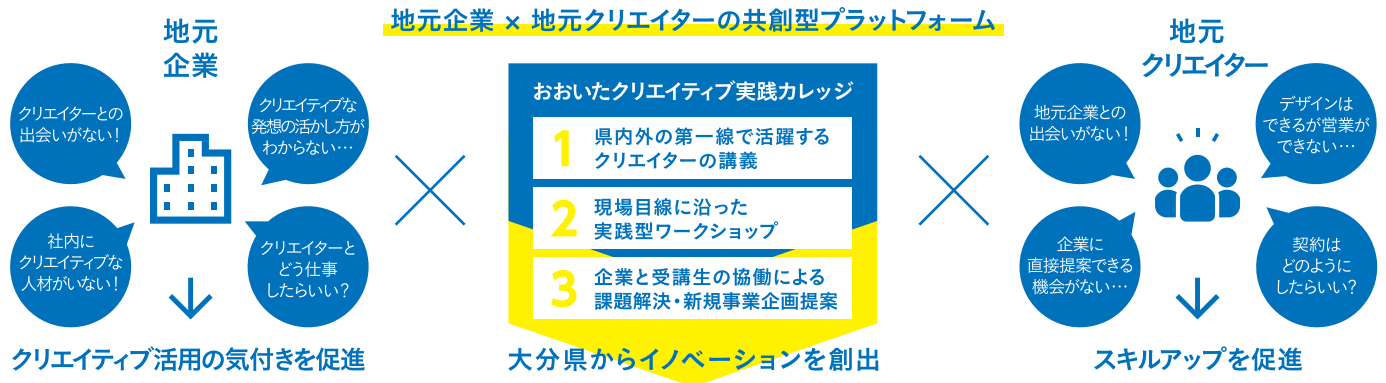 地元企業 × 地元クリエイターの共創型プラットフォーム
地元
企業
クリエイターとの
出会いがない！
クリエイティブな
発想の活かし方が
わからない…
社内に
クリエイティブな
人材がいない！
クリエイターと
どう仕事
したらいい？
クリエイティブ活用の気付きを促進
おおいたクリエイティブ実践カレッジ
1
県内外の第一線で活躍する
クリエイターの講義
2
現場目線に沿った
実践型ワークショップ
3
企業と受講生の協働による
課題解決・新規事業企画提案
大分県からイノベーションを創出
地元
クリエイター
地元企業との
出会いがない！
デザインは
できるが営業が
できない…
企業に
直接提案できる
機会がない…
契約は
どのように
したらいい？
スキルアップを促進